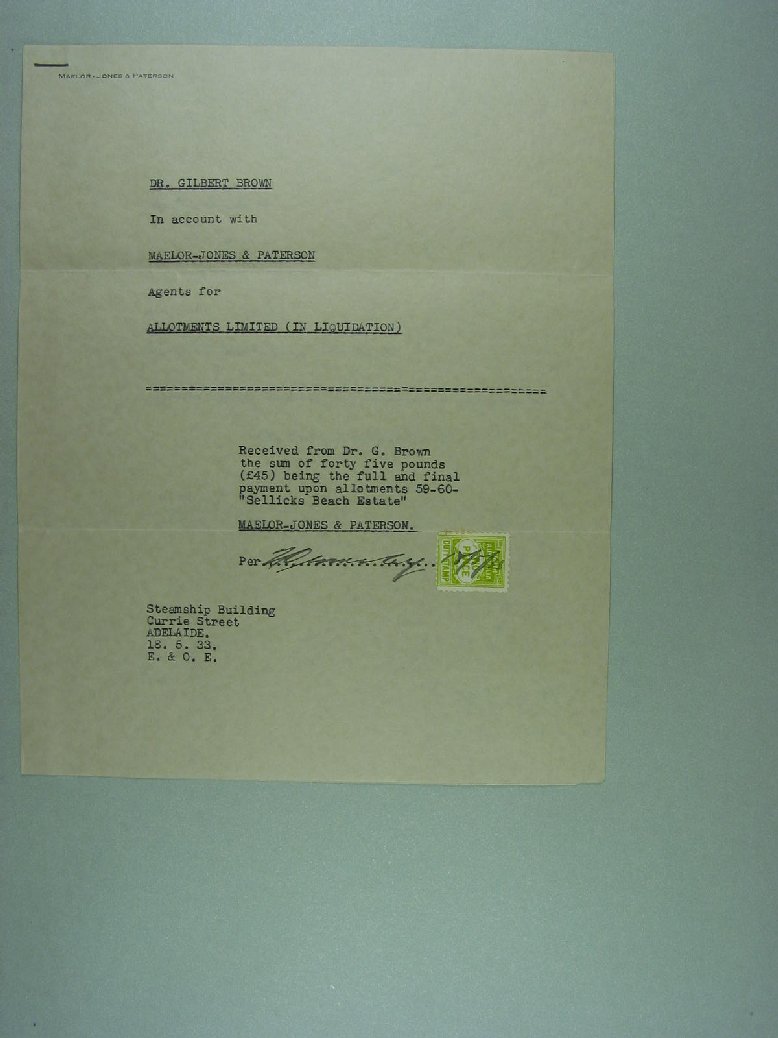 MAELOR-JONES & PATERSON
DR. GILBERT BROWN
In account with
MAELOR-JONES & PATERSON
Agents for
ALLOTMENTS LIMITED (IN LIQUIDATION)
=======================================================
Received from Dr. G. Brown
the sum of forty five pounds
(£45) being the full and final
payment upon allotments 59-60-
"Sellicks Beach Estate"
MAELOR-JONES & PATERSON.
Per
DUTY STAMP
Steamship Building
Currie Street
ADELAIDE.
18. 5. 33.
E. & O. E.